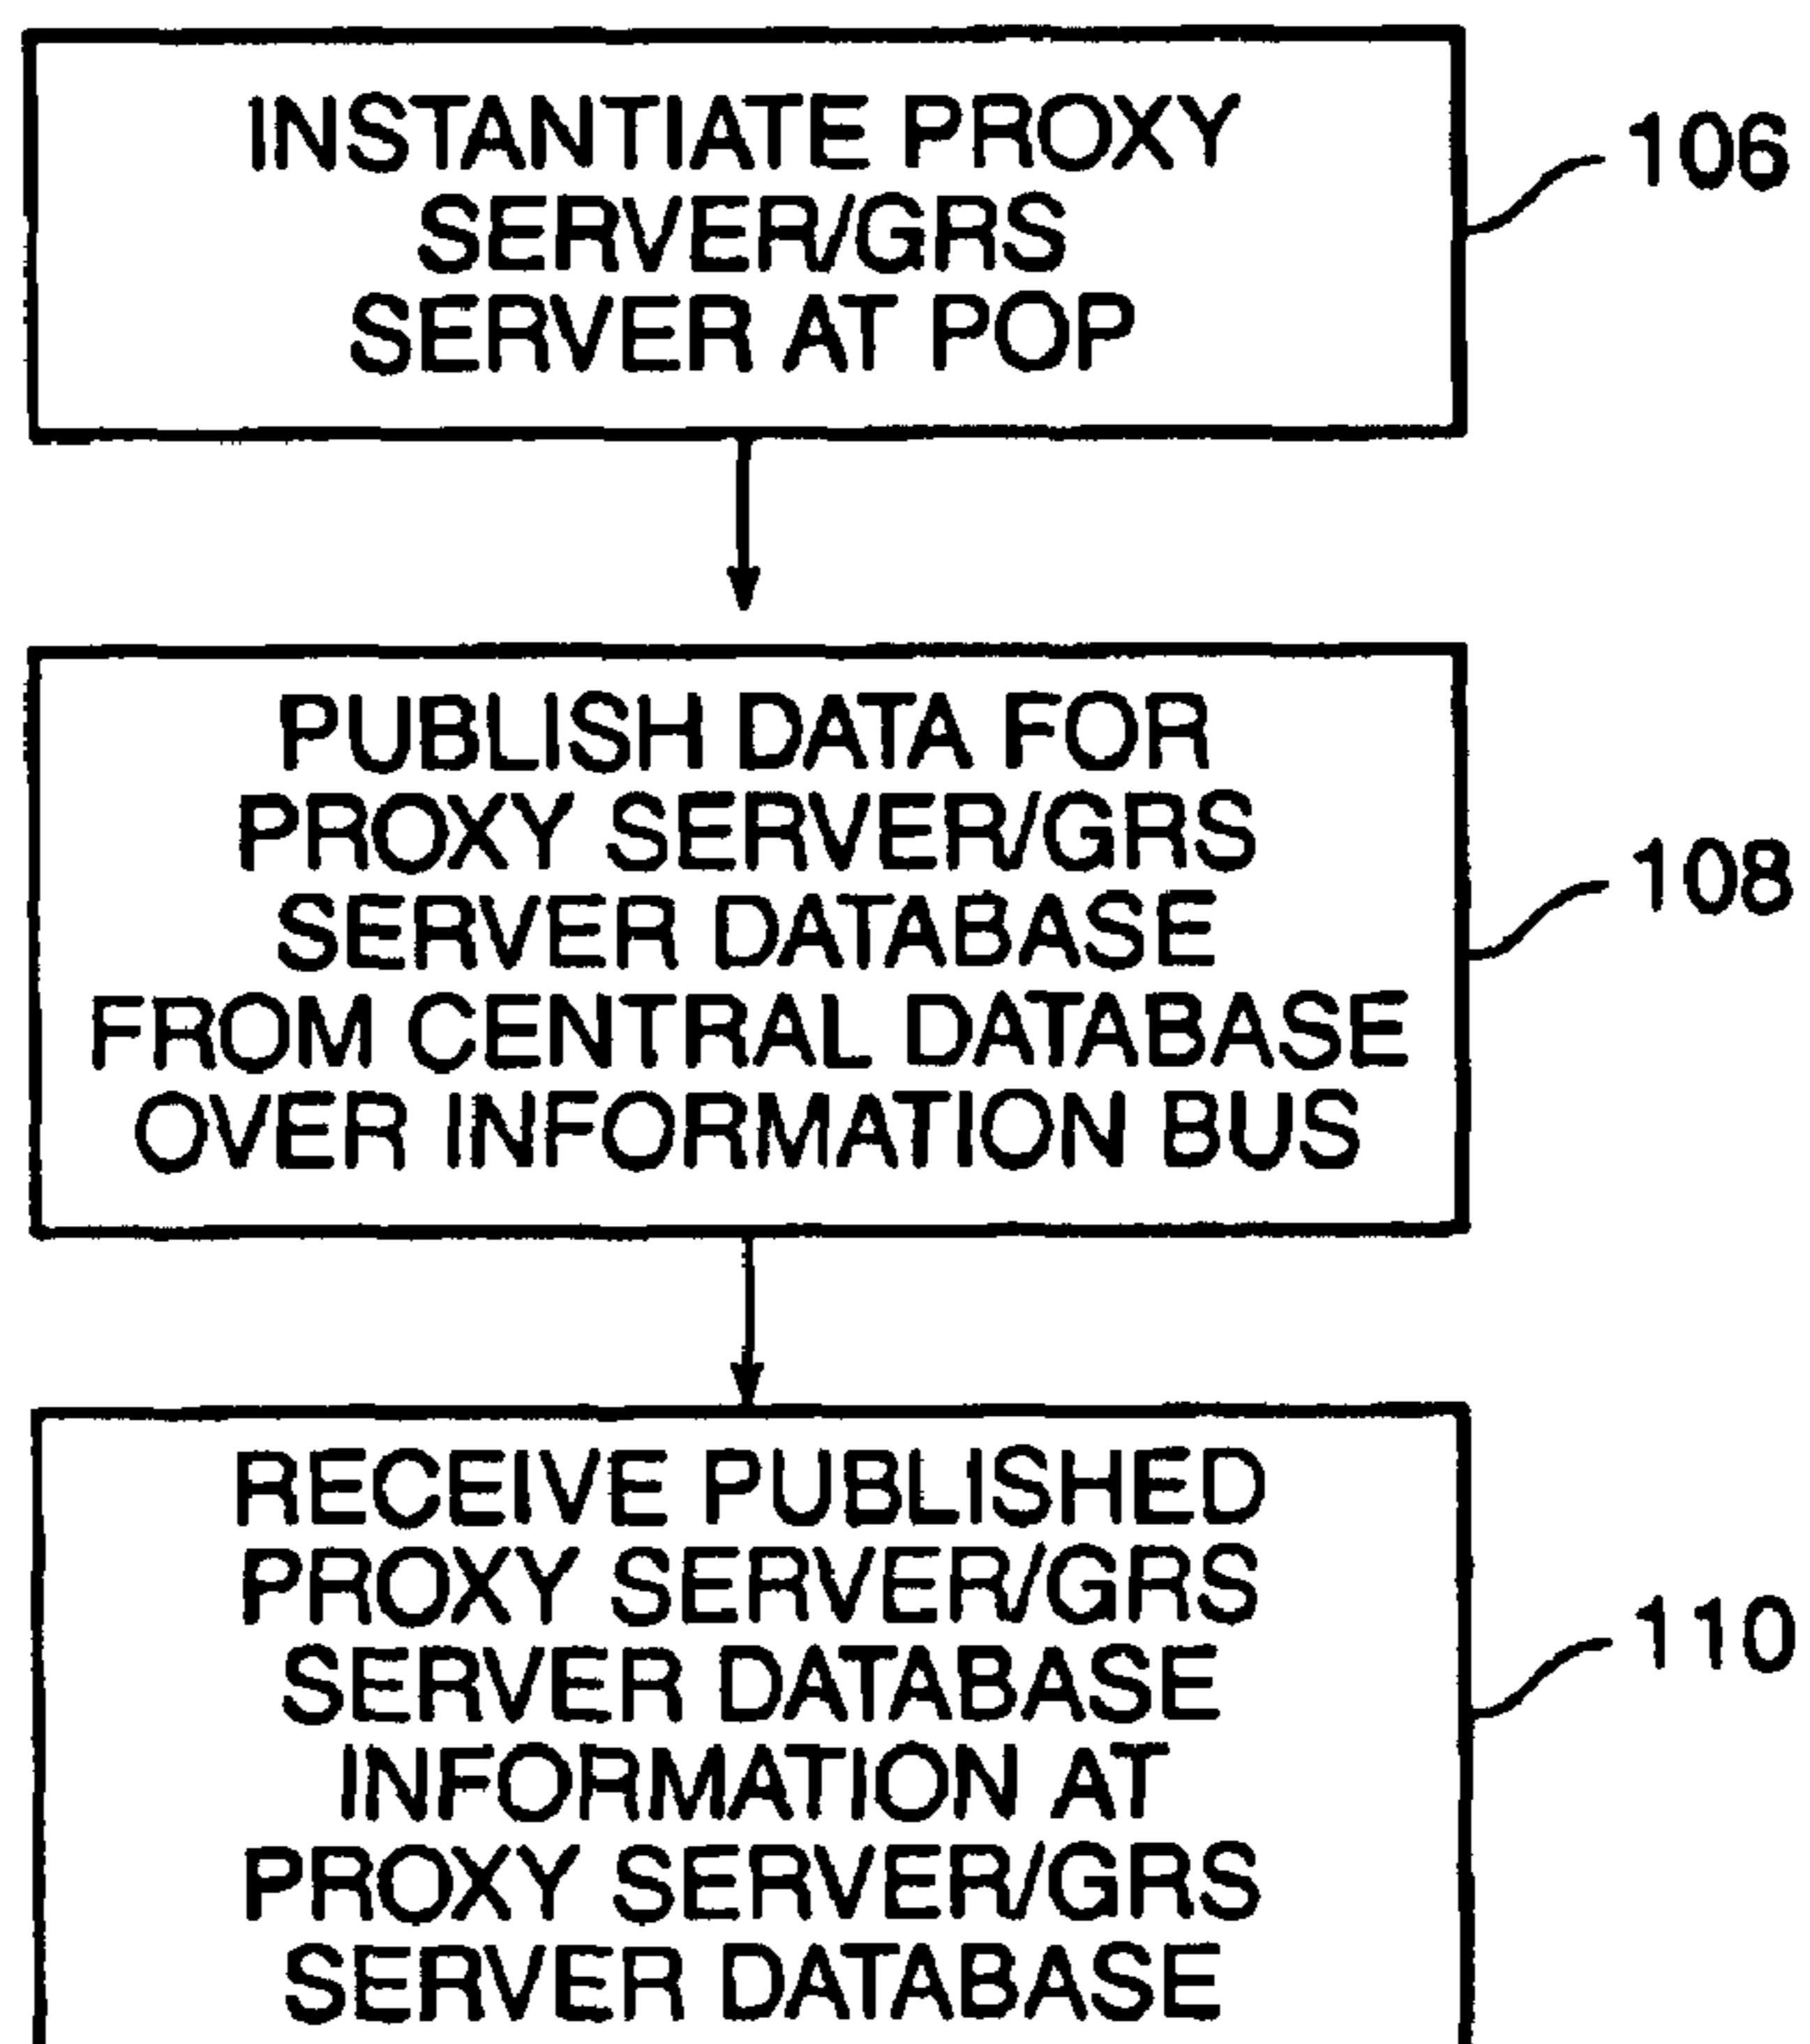 INSTANTIATE PROXY
SERVER/GRS
SERVER AT POP
106
PUBLISH DATA FOR
PROXY SERVER/GRS
SERVER DATABASE
FROM CENTRAL DATABASE
OVER INFORMATION BUS
108
RECEIVE PUBLISHED
PROXY SERVER/GRS
SERVER DATABASE
INFORMATION AT
PROXY SERVER/GRS
SERVER DATABASE
110